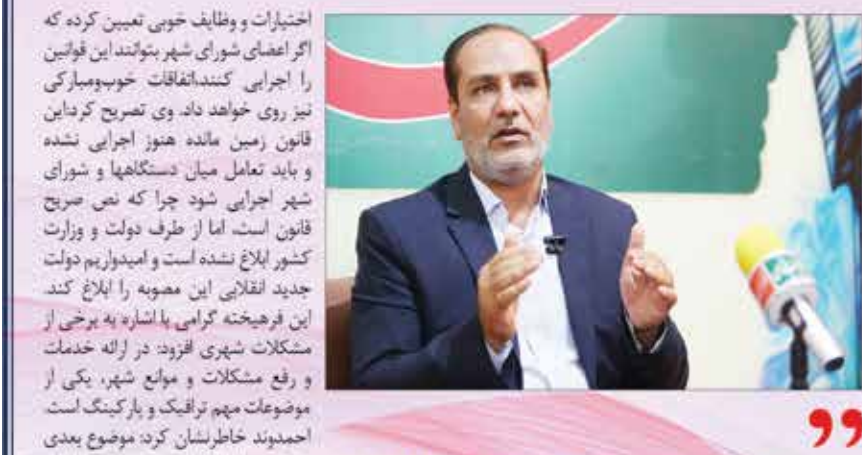 اختیارات و وظایف خوبی تعیین کرده که
اگر اعضای شورای شهر بتوانند این قوانین
را اجرایی کنند،اتفاقات خوب‌ومبارکی
نیز روی خواهد داد. وی تصریح کرد:این
قانون زمین مانده هنوز اجرایی نشده
و باید تعامل میان دستگاهها و شورای
شهر اجرایی شود چرا که نص صریح
قانون است، اما از طرف دولت و وزارت
کشور ابلاغ نشده است و امیدواریم دولت
جدید انقلابی این مصوبه را ابلاغ کند.
این فرهیخته گرامی با اشاره به برخی از
مشکلات شهری افزود: در ارائه خدمات
و رفع مشکلات و موانع شهر، یکی از
موضوعات مهم ترافیک و پارکینگ است.
احمدوند خاطرنشان کرد: موضوع بعدی